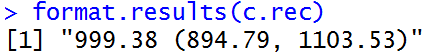 > format.results(c.rec)
[1] "999.38 (894.79, 1103.53)"